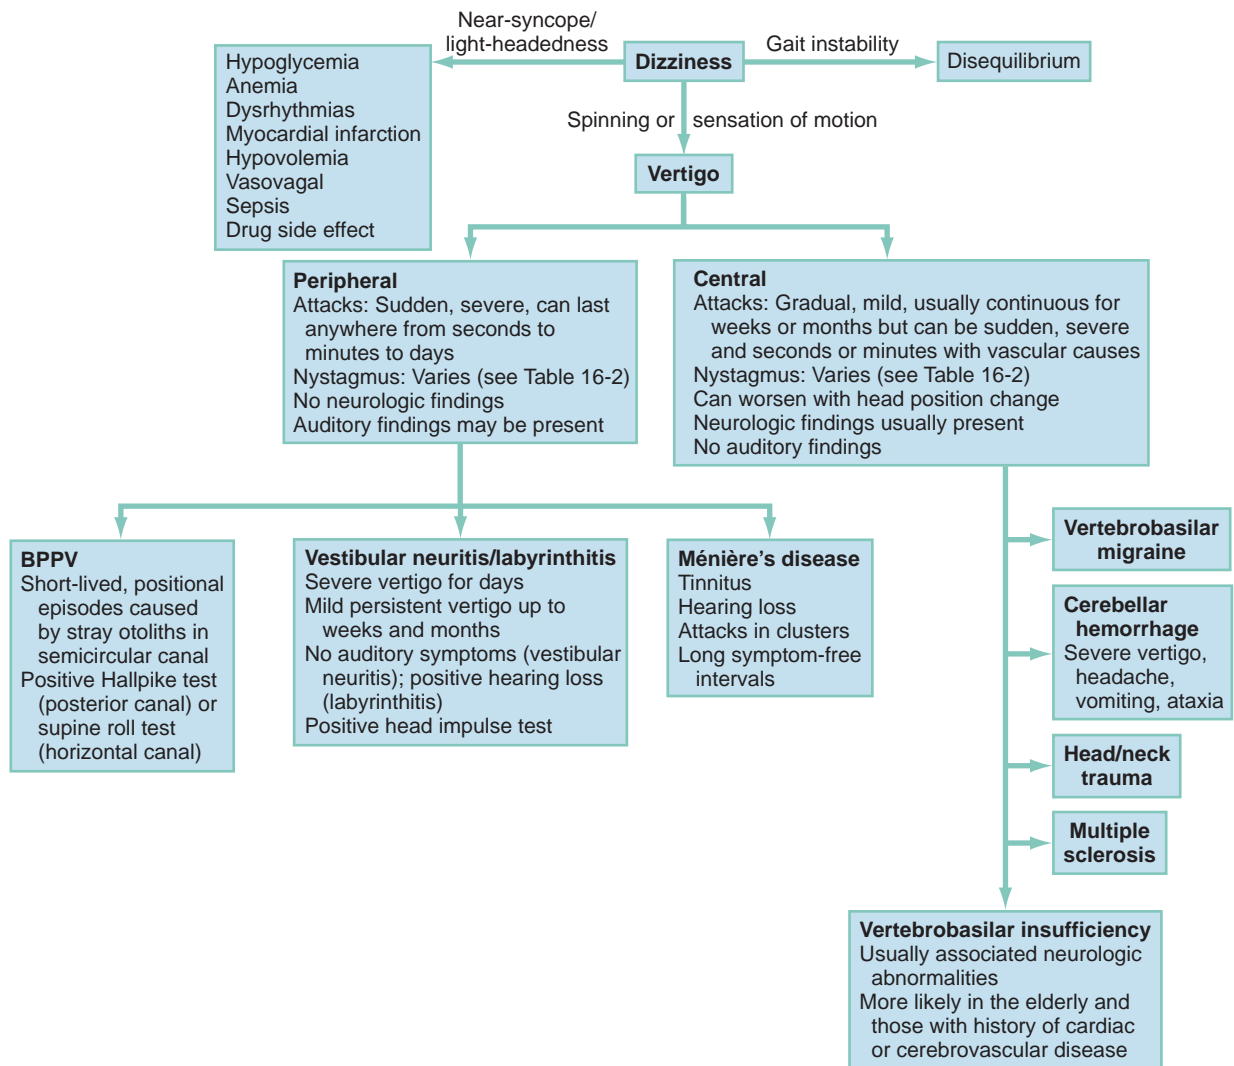 Near-syncope/
light-headedness
Dizziness
Gait instability
Disequilibrium
Hypoglycemia
Anemia
Dysrhythmias
Myocardial infarction
Hypovolemia
Vasovagal
Sepsis
Drug side effect
Spinning or sensation of motion
Vertigo
Peripheral
Attacks: Sudden, severe, can last
anywhere from seconds to
minutes to days
Nystagmus: Varies (see Table 16-2)
No neurologic findings
Auditory findings may be present
Central
Attacks: Gradual, mild, usually continuous for
weeks or months but can be sudden, severe
and seconds or minutes with vascular causes
Nystagmus: Varies (see Table 16-2)
Can worsen with head position change
Neurologic findings usually present
No auditory findings
BPPV
Short-lived, positional
episodes caused
by stray otoliths in
semicircular canal
Positive Hallpike test
(posterior canal) or
supine roll test
(horizontal canal)
Vestibular neuritis/labyrinthitis
Severe vertigo for days
Mild persistent vertigo up to
weeks and months
No auditory symptoms (vestibular
neuritis); positive hearing loss
(labyrinthitis)
Positive head impulse test
Ménière's disease
Tinnitus
Hearing loss
Attacks in clusters
Long symptom-free
intervals
Vertebrobasilar
migraine
Cerebellar
hemorrhage
Severe vertigo,
headache,
vomiting, ataxia
Head/neck
trauma
Multiple
sclerosis
Vertebrobasilar insufficiency
Usually associated neurologic
abnormalities
More likely in the elderly and
those with history of cardiac
or cerebrovascular disease